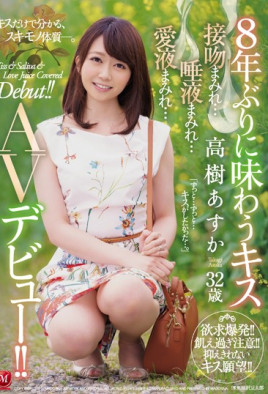 キスだけで分かる、
スキモノ体質―。
Kiss & Saliva &
Love Juice Covered
Debut!!
AVデビュー!!
8年ぶりに味わうキス
接吻まみれ…
唾液まみれ…
愛液まみれ…
高樹あすか
32歳
欲求爆発!!
飢え過ぎ注意!!
抑えきれない
キス願望!!